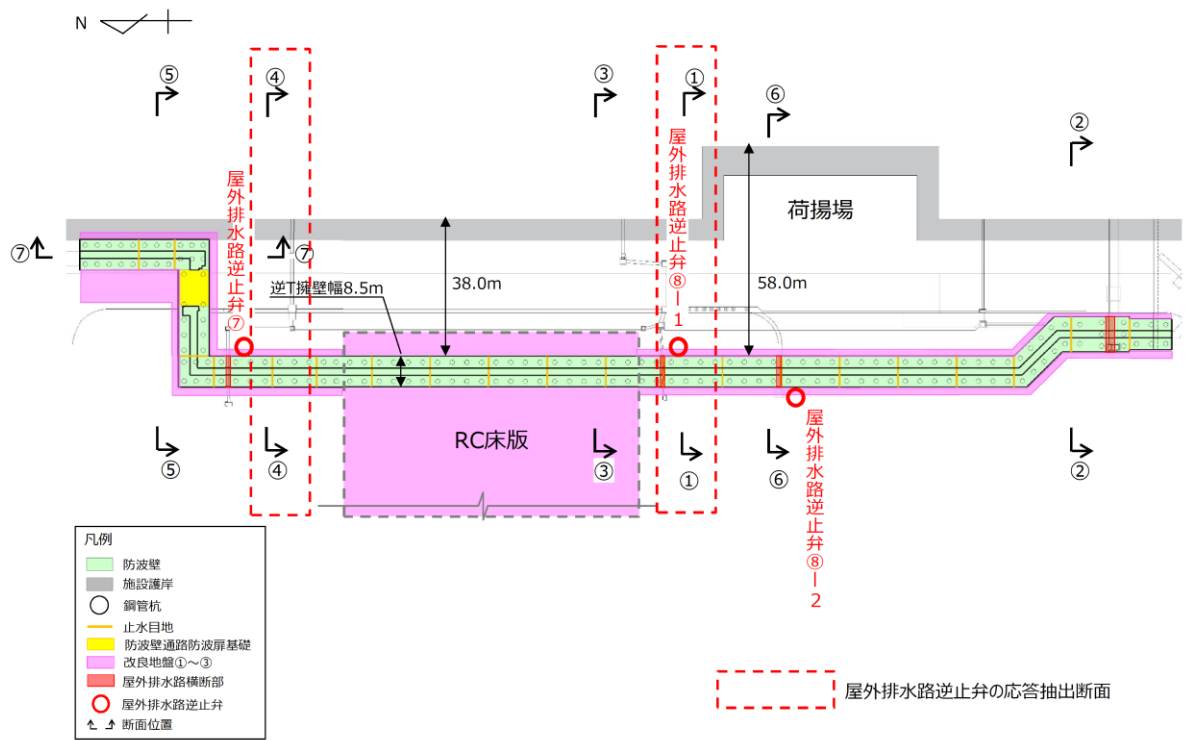 N
⑤
④
③
①
⑥
②
屋外排水路逆止弁⑦
屋外排水路逆止弁⑧ー1
荷揚場
⑦
⑦
逆T擁壁幅8.5m
38.0m
58.0m
RC床版
⑤
④
③
①
⑥
②
屋外排水路逆止弁⑧ー2
凡例
防波壁
施設護岸
鋼管杭
止水目地
防波壁通路防波扉基礎
改良地盤①～③
屋外排水路横断部
屋外排水路逆止弁
断面位置
屋外排水路逆止弁の応答抽出断面